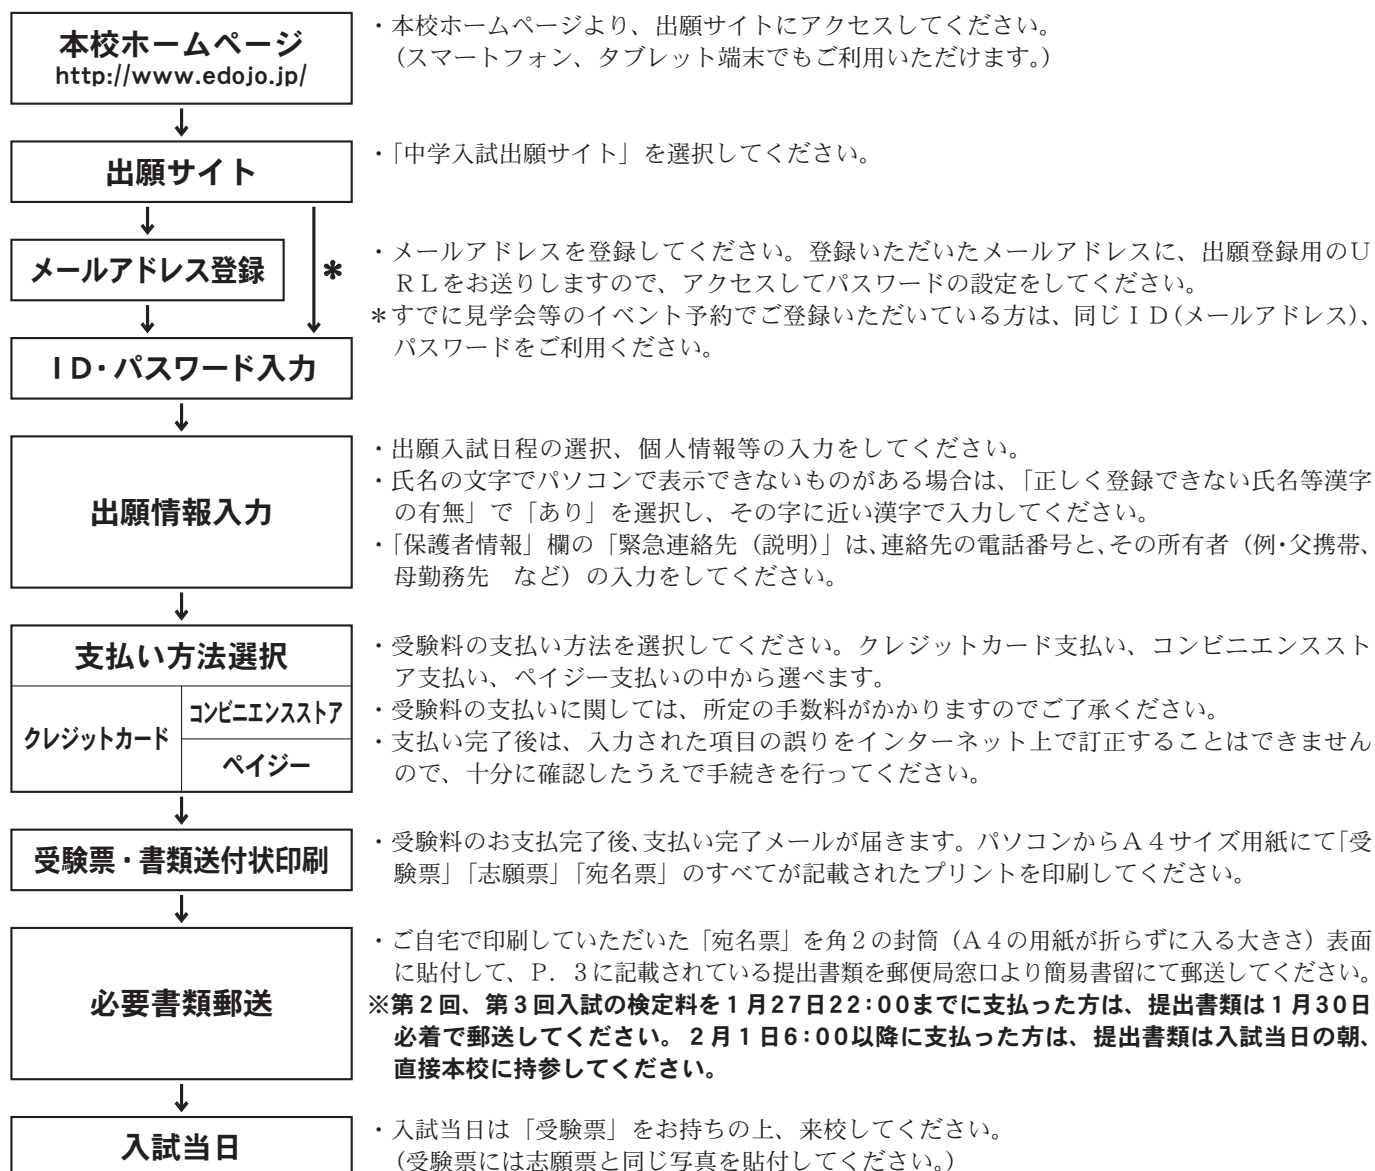 本校ホームページ
http://www.edojo.jp/
・本校ホームページより、出願サイトにアクセスしてください。
（スマートフォン、タブレット端末でもご利用いただけます。）
出願サイト
・「中学入試出願サイト」を選択してください。
メールアドレス登録
＊
・メールアドレスを登録してください。登録いただいたメールアドレスに、出願登録用のＵ
ＲＬをお送りしますので、アクセスしてパスワードの設定をしてください。
＊すでに見学会等のイベント予約でご登録いただいている方は、同じＩＤ（メールアドレス）、
パスワードをご利用ください。
ＩＤ・パスワード入力
出願情報入力
・出願入試日程の選択、個人情報等の入力をしてください。
・氏名の文字でパソコンで表示できないものがある場合は、「正しく登録できない氏名等漢字
の有無」で「あり」を選択し、その字に近い漢字で入力してください。
・「保護者情報」欄の「緊急連絡先（説明）」は、連絡先の電話番号と、その所有者（例・父携帯、
母勤務先　など）の入力をしてください。
支払い方法選択
クレジットカード
コンビニエンスストア
ペイジー
・受験料の支払い方法を選択してください。クレジットカード支払い、コンビニエンススト
ア支払い、ペイジー支払いの中から選べます。
・受験料の支払いに関しては、所定の手数料がかかりますのでご了承ください。
・支払い完了後は、入力された項目の誤りをインターネット上で訂正することはできません
ので、十分に確認したうえで手続きを行ってください。
受験票・書類送付状印刷
・受験料のお支払完了後、支払い完了メールが届きます。パソコンからＡ４サイズ用紙にて「受
験票」「志願票」「宛名票」のすべてが記載されたプリントを印刷してください。
必要書類郵送
・ご自宅で印刷していただいた「宛名票」を角２の封筒（Ａ４の用紙が折らずに入る大きさ）表面
に貼付して、Ｐ．３に記載されている提出書類を郵便局窓口より簡易書留にて郵送してください。
※第２回、第３回入試の検定料を１月27日22：00までに支払った方は、提出書類は１月30日
必着で郵送してください。２月１日6：00以降に支払った方は、提出書類は入試当日の朝、
直接本校に持参してください。
入試当日
・入試当日は「受験票」をお持ちの上、来校してください。
（受験票には志願票と同じ写真を貼付してください。）